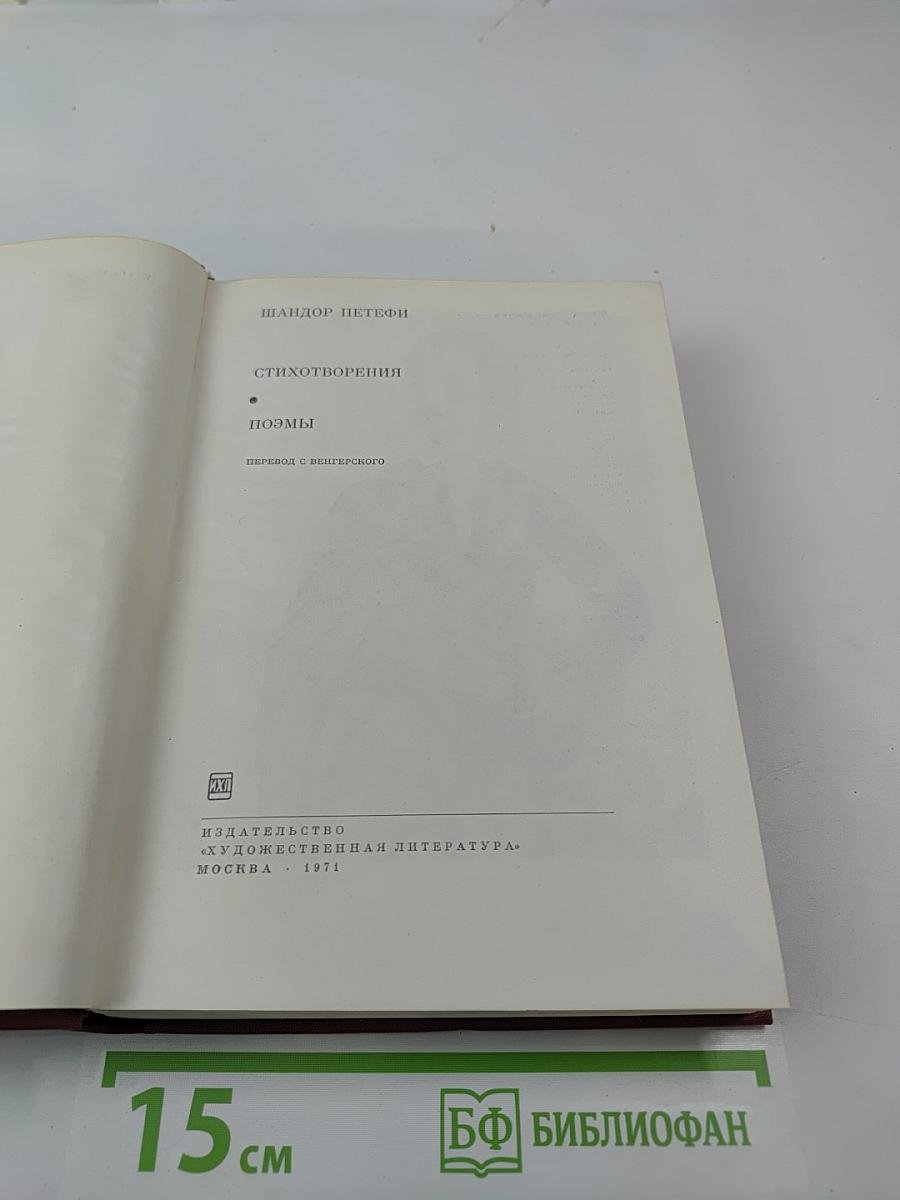 ШАНДОР ПЕТЕФИ
СТИХОТВОРЕНИЯ
•
ПОЭМЫ
ПЕРЕВОД С ВЕНГЕРСКОГО
ИХЛ
ИЗДАТЕЛЬСТВО
«ХУДОЖЕСТВЕННАЯ ЛИТЕРАТУРА»
МОСКВА · 1971
15 см
БФ БИБЛИОФАН